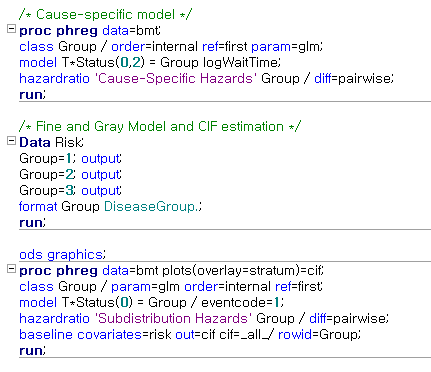 /* Cause-specific model */
proc phreg data=bmt;
class Group / order=internal ref=first param=glm;
model T*Status(0,2) = Group logWaitTime;
hazardratio 'Cause-Specific Hazards' Group / diff=pairwise;
run;
/* Fine and Gray Model and CIF estimation */
Data Risk;
Group=1; output;
Group=2; output;
Group=3; output;
format Group DiseaseGroup.;
run;
ods graphics;
proc phreg data=bmt plots(overlay=stratum)=cif;
class Group / param=glm order=internal ref=first;
model T*Status(0) = Group / eventcode=1;
hazardratio 'Subdistribution Hazards' Group / diff=pairwise;
baseline covariates=risk out=cif cif=_all_/ rowid=Group;
run;